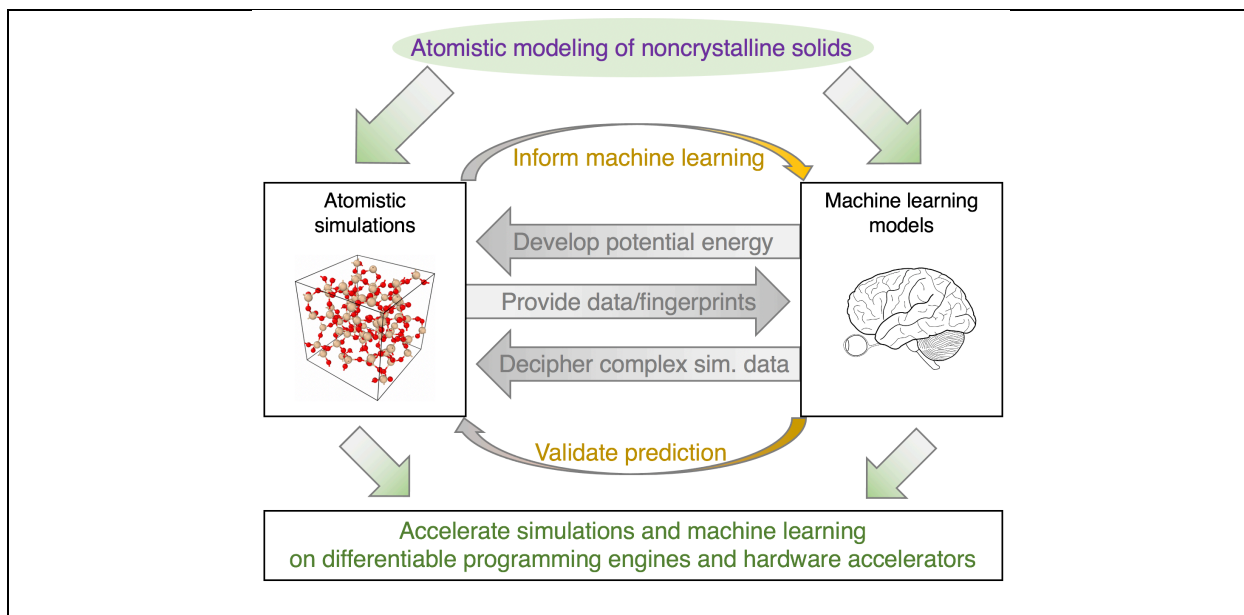 Atomistic modeling of noncrystalline solids
Inform machine learning
Atomistic
simulations
Machine learning
models
Develop potential energy
Provide data/fingerprints
Decipher complex sim. data
Validate prediction
Accelerate simulations and machine learning
on differentiable programming engines and hardware accelerators